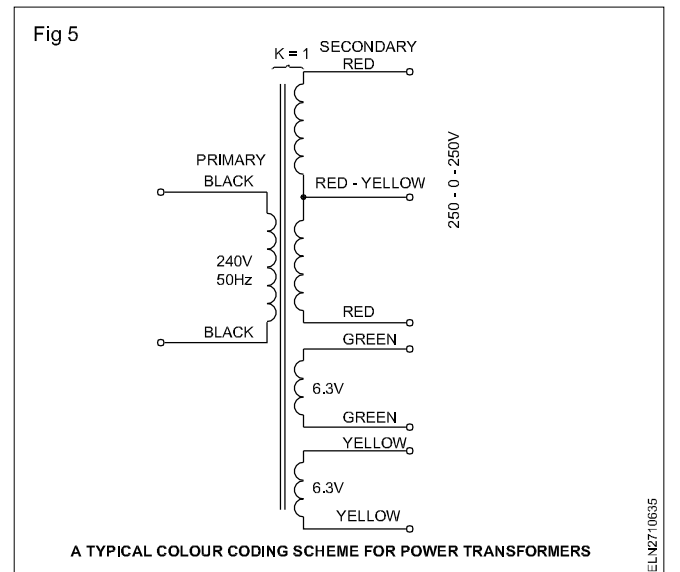 Fig 5
K = 1
SECONDARY
RED
PRIMARY
BLACK
RED - YELLOW
250 - 0 - 250V
240V
50Hz
RED
BLACK
GREEN
6.3V
GREEN
YELLOW
6.3V
YELLOW
A TYPICAL COLOUR CODING SCHEME FOR POWER TRANSFORMERS
ELN2710635